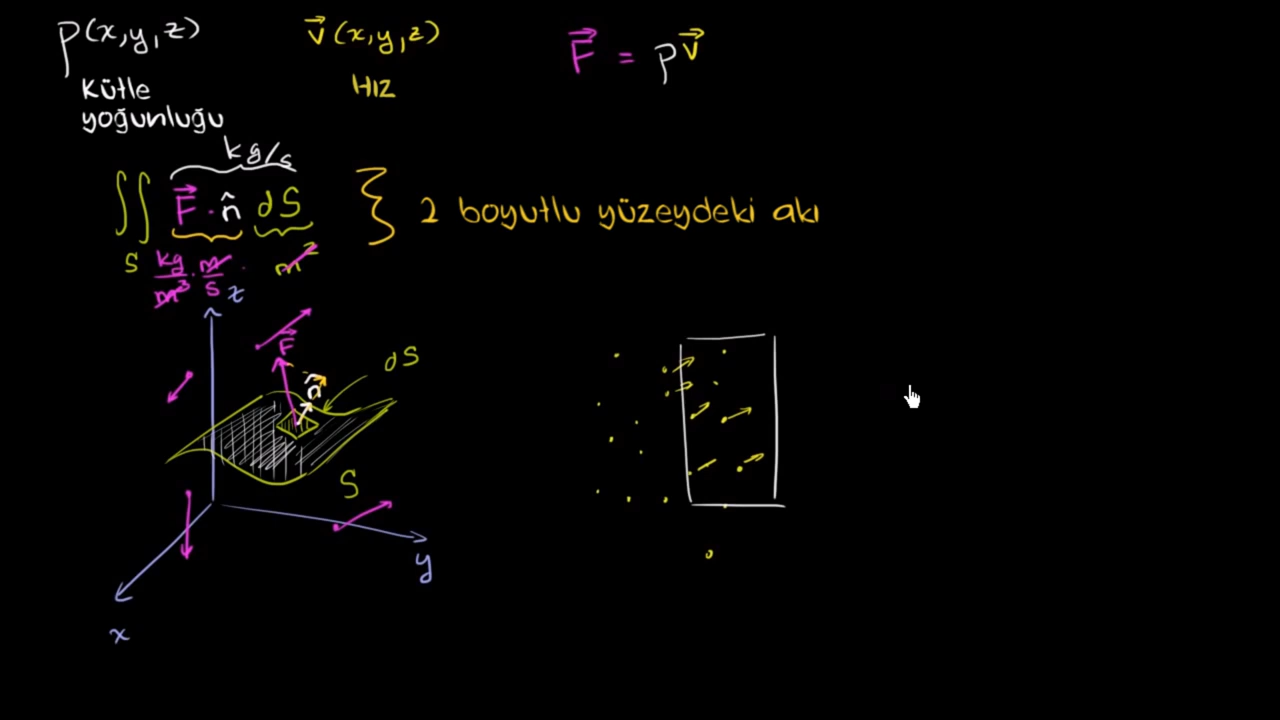 ρ(x,y,z)
v⃗(x,y,z)
F⃗ = ρv⃗
Kütle
yoğunluğu
Hız
kg/s
∬ F⃗ · n̂ dS } 2 boyutlu yüzeydeki akı
S
kg/m³ · m/s · m²
z
F⃗
n̂
dS
S
y
x